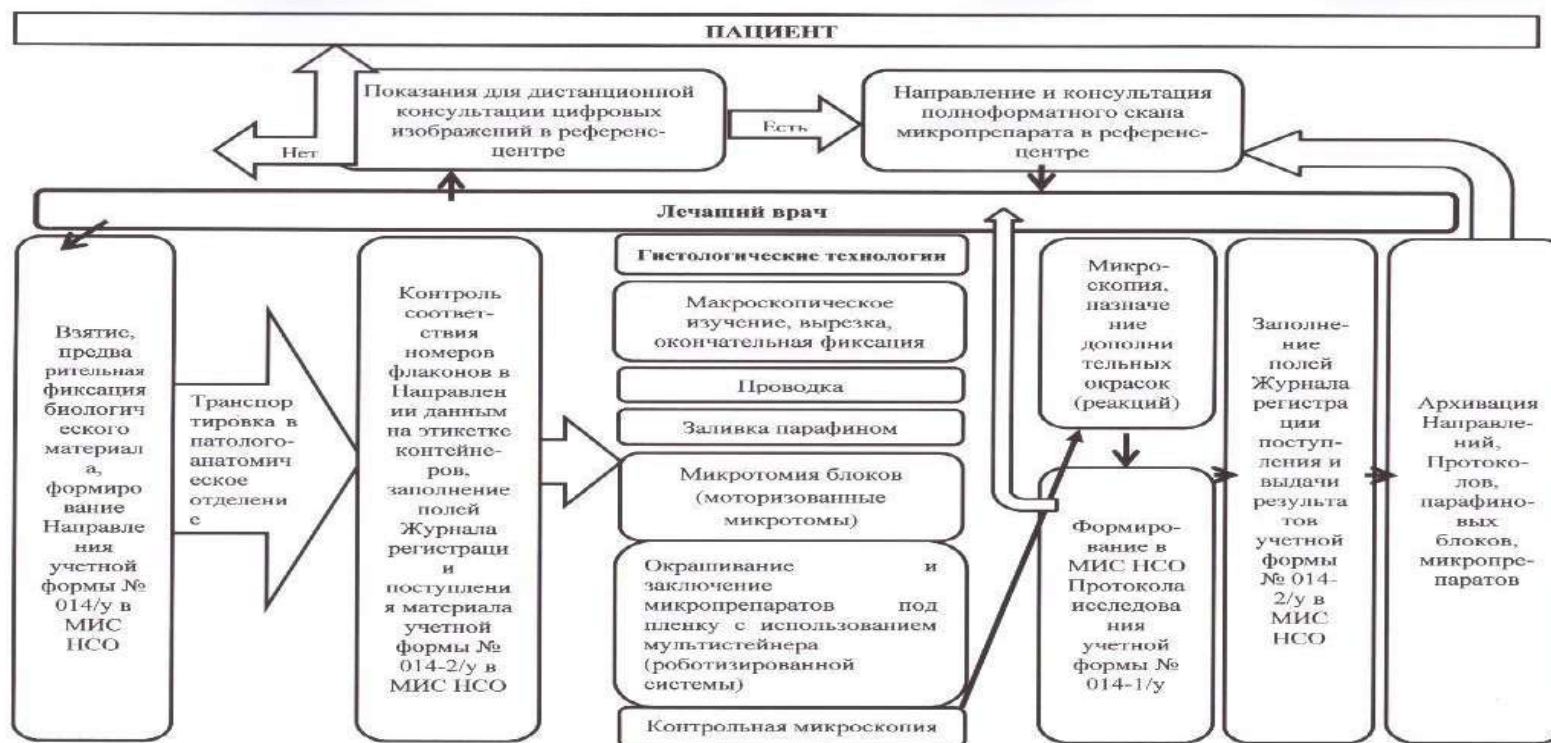 ПАЦИЕНТ
Показания для дистанционной
консультации цифровых
изображений в референс-
центре
Нет
Есть
Направление и консультация
полноформатного скана
микропрепарата в референс-
центре
Лечащий врач
Взятие,
предва
рительная
фиксация
биологич
еского
материал
а,
формиро
вание
Направле
ния
учетной
формы №
014/у в
МИС
НСО
Транспор
тировка в
патолого-
анатомич
еское
отделени
е
Контроль
соответ-
ствия
номеров
флаконов в
Направлен
ии данным
на этикетке
контейне-
ров,
заполнение
полей
Журнала
регистраци
и
поступлени
я материала
учетной
формы №
014-2/у в
МИС НСО
Гистологические технологии
Макроскопическое
изучение, вырезка,
окончательная фиксация
Проводка
Заливка парафином
Микротомия блоков
(моторизованные
микротомы)
Окрашивание и
заключение
микропрепаратов под
пленку с использованием
мультистейнера
(роботизированной
системы)
Контрольная микроскопия
Микро-
скопия,
назначе
ние
дополни
тельных
окрасок
(реакций)
Формиро-
вание в
МИС НСО
Протокола
исследова
ния
учетной
формы №
014-1/у
Заполне-
ние
полей
Журнала
регистра
ции
поступ-
ления и
выдачи
результа
тов
учетной
формы
№ 014-
2/у в
МИС
НСО
Архивация
Направле-
ний,
Протоко-
лов,
парафино-
вых
блоков,
микропре-
паратов